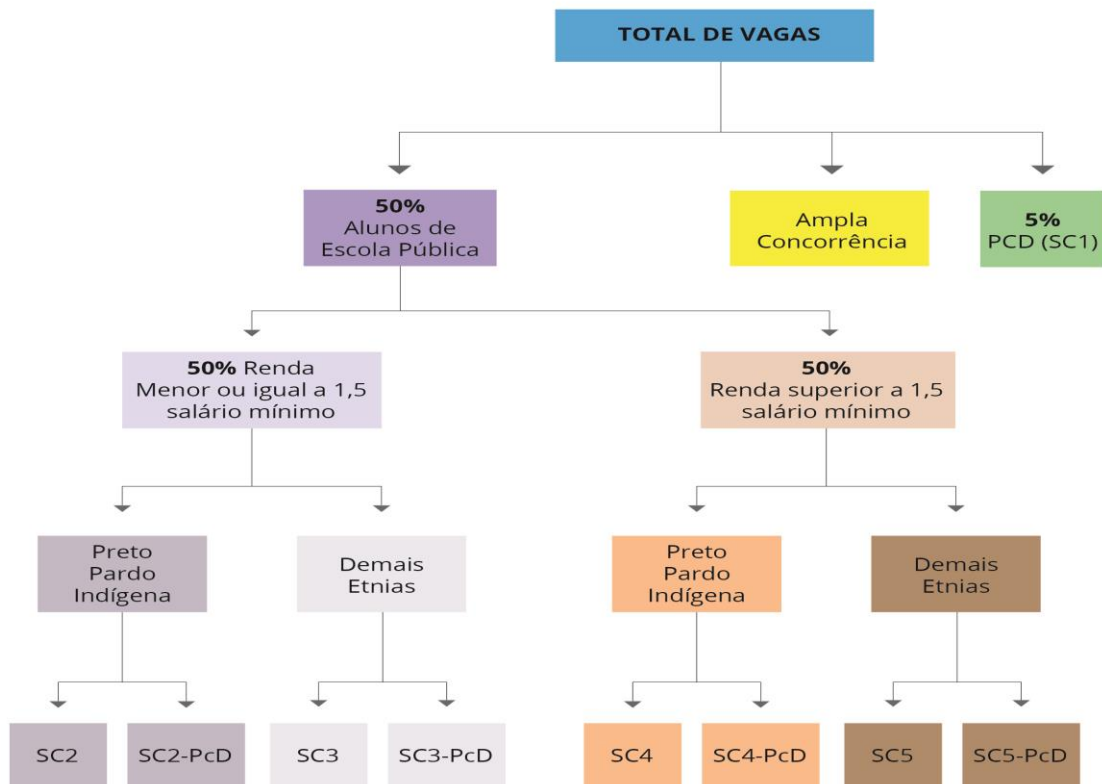 TOTAL DE VAGAS
50%
Alunos de
Escola Pública
Ampla
Concorrência
5%
PCD (SC1)
50% Renda
Menor ou igual a 1,5
salário mínimo
50%
Renda superior a 1,5
salário mínimo
Preto
Pardo
Indígena
Demais
Etnias
Preto
Pardo
Indígena
Demais
Etnias
SC2
SC2-PcD
SC3
SC3-PcD
SC4
SC4-PcD
SC5
SC5-PcD